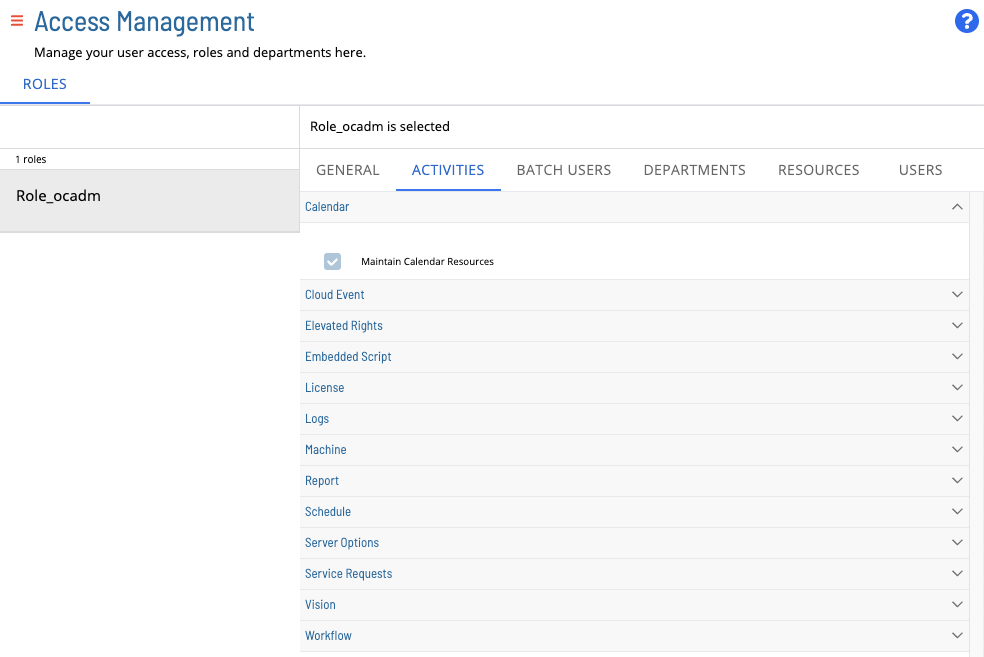 Access Management
?
Manage your user access, roles and departments here.
ROLES
Role_ocadm is selected
1 roles
Role_ocadm
GENERAL ACTIVITIES BATCH USERS DEPARTMENTS RESOURCES USERS
Calendar
Maintain Calendar Resources
Cloud Event
Elevated Rights
Embedded Script
License
Logs
Machine
Report
Schedule
Server Options
Service Requests
Vision
Workflow